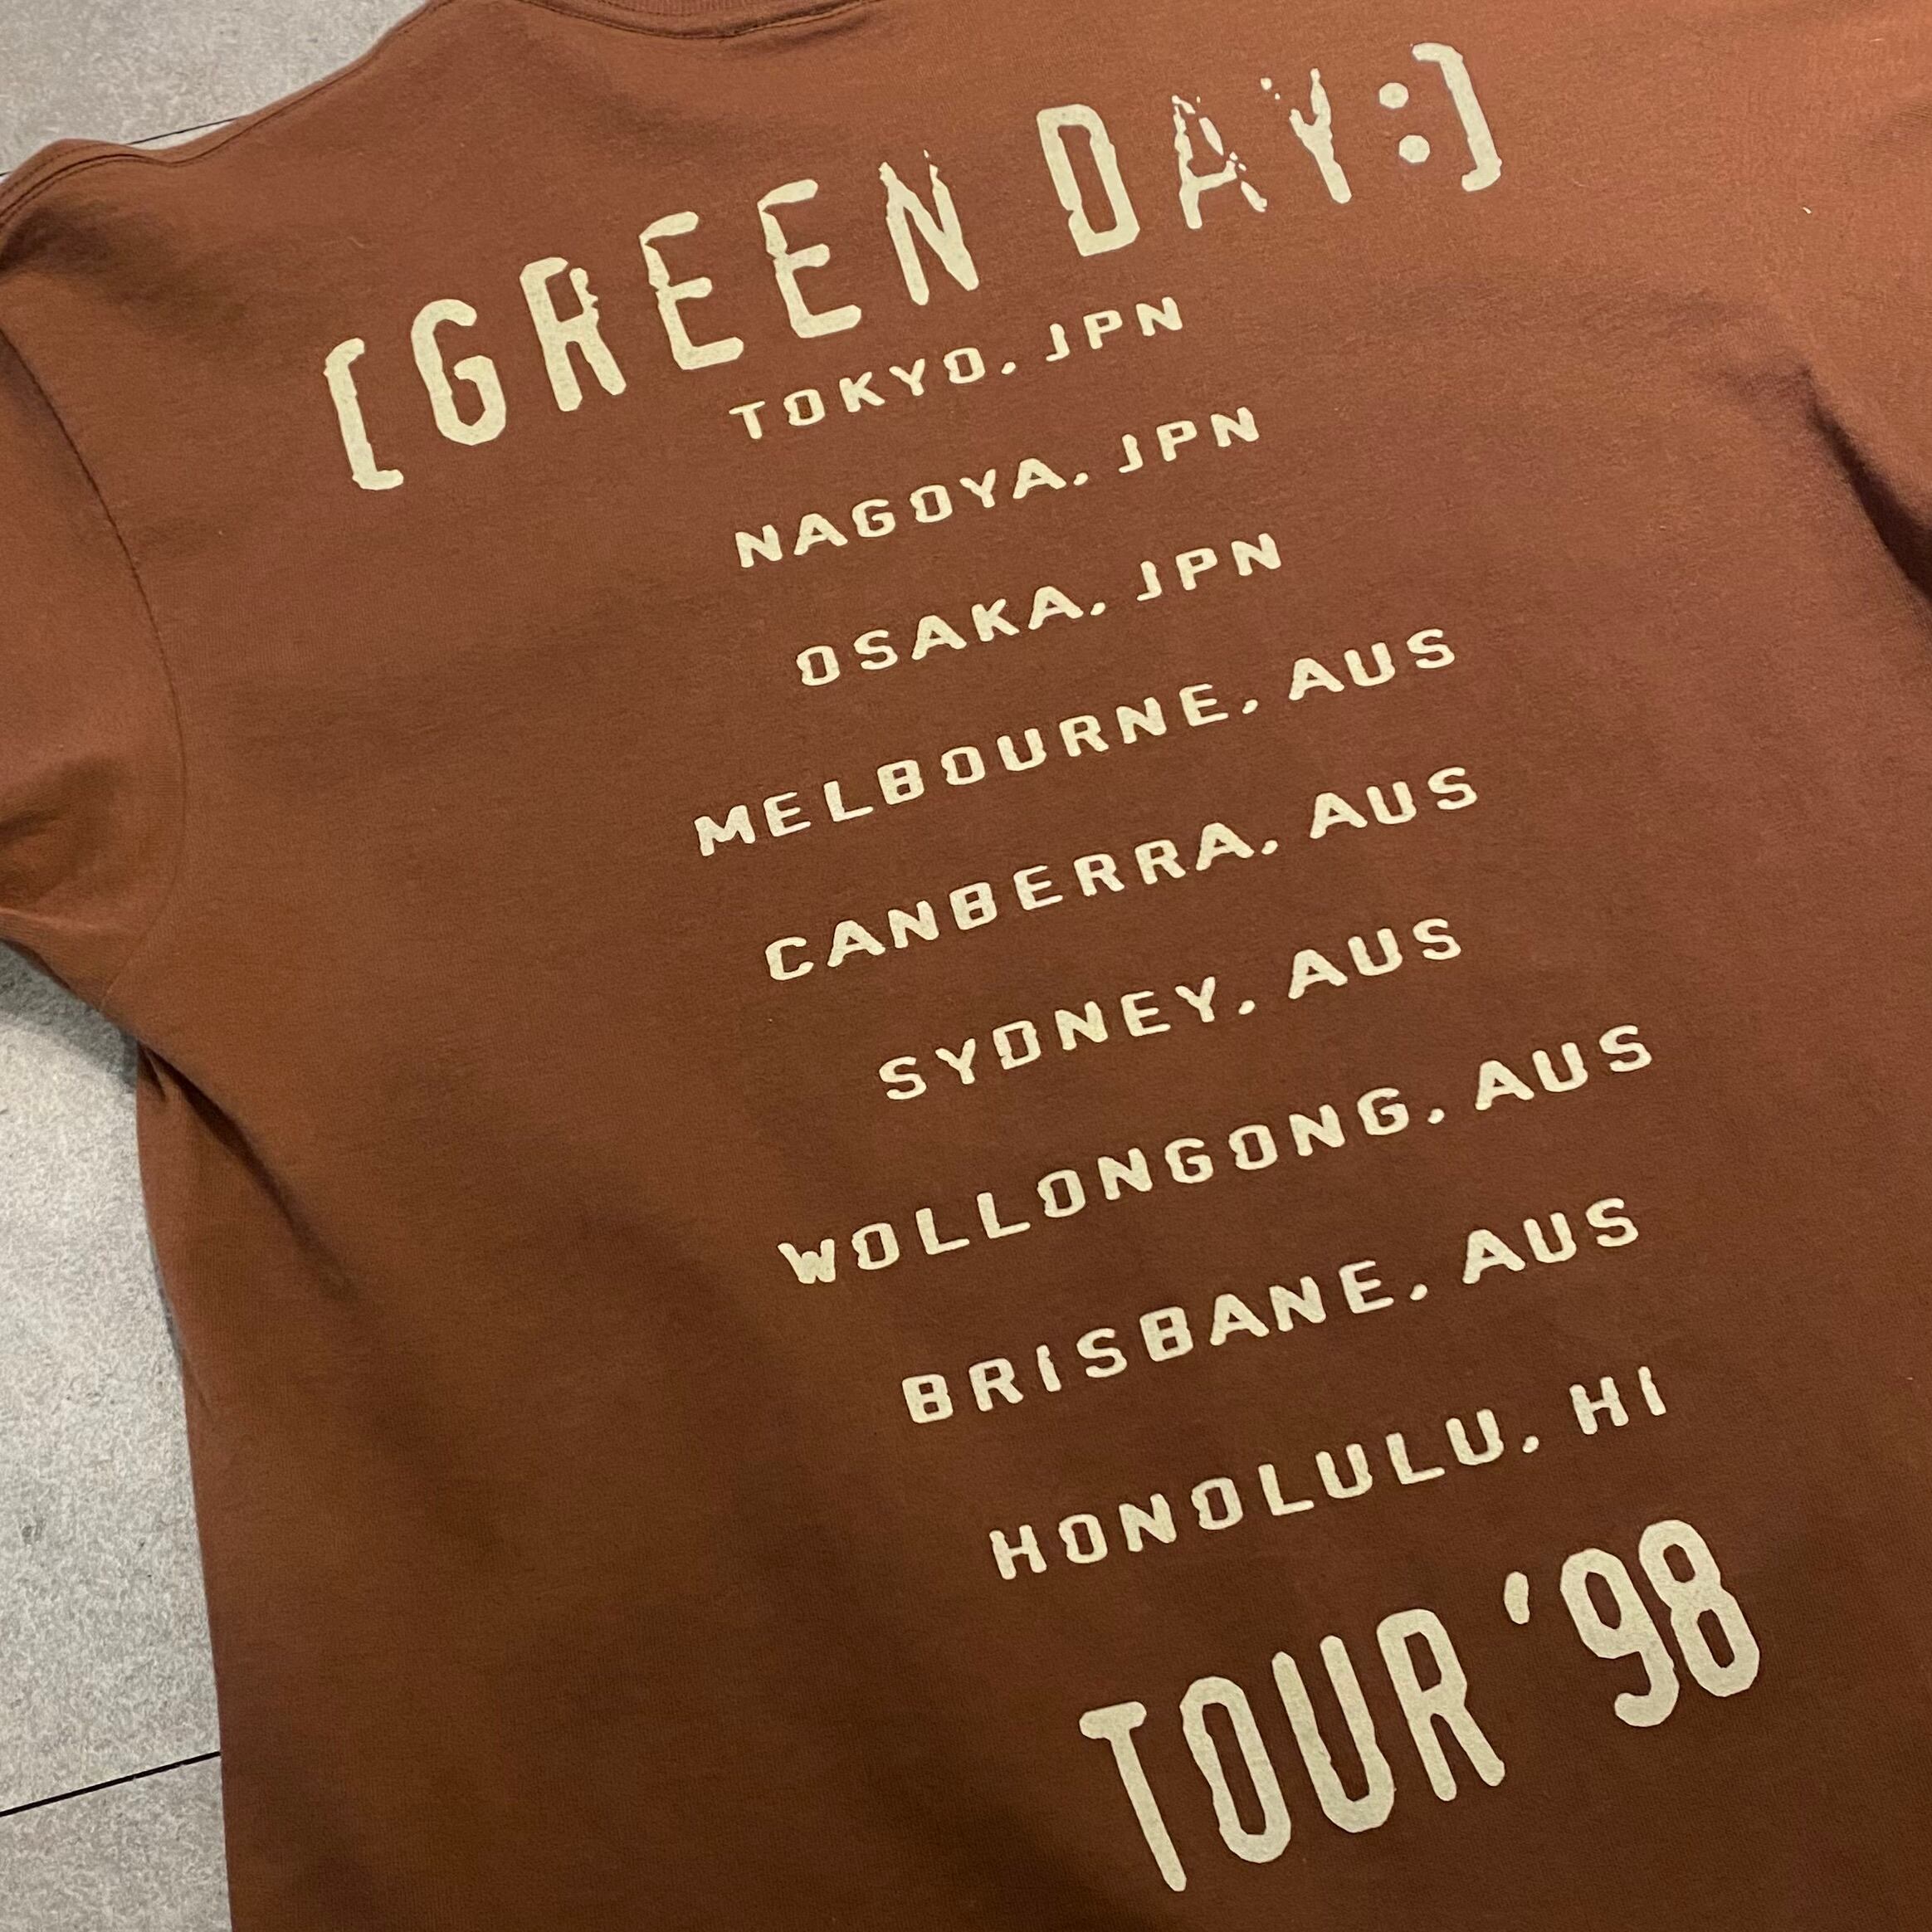 [GREEN DAY:]
TOKYO, JPN
NAGOYA, JPN
OSAKA, JPN
MELBOURNE, AUS
CANBERRA, AUS
SYDNEY, AUS
WOLLONGONG, AUS
BRISBANE, AUS
HONOLULU, HI
TOUR '98